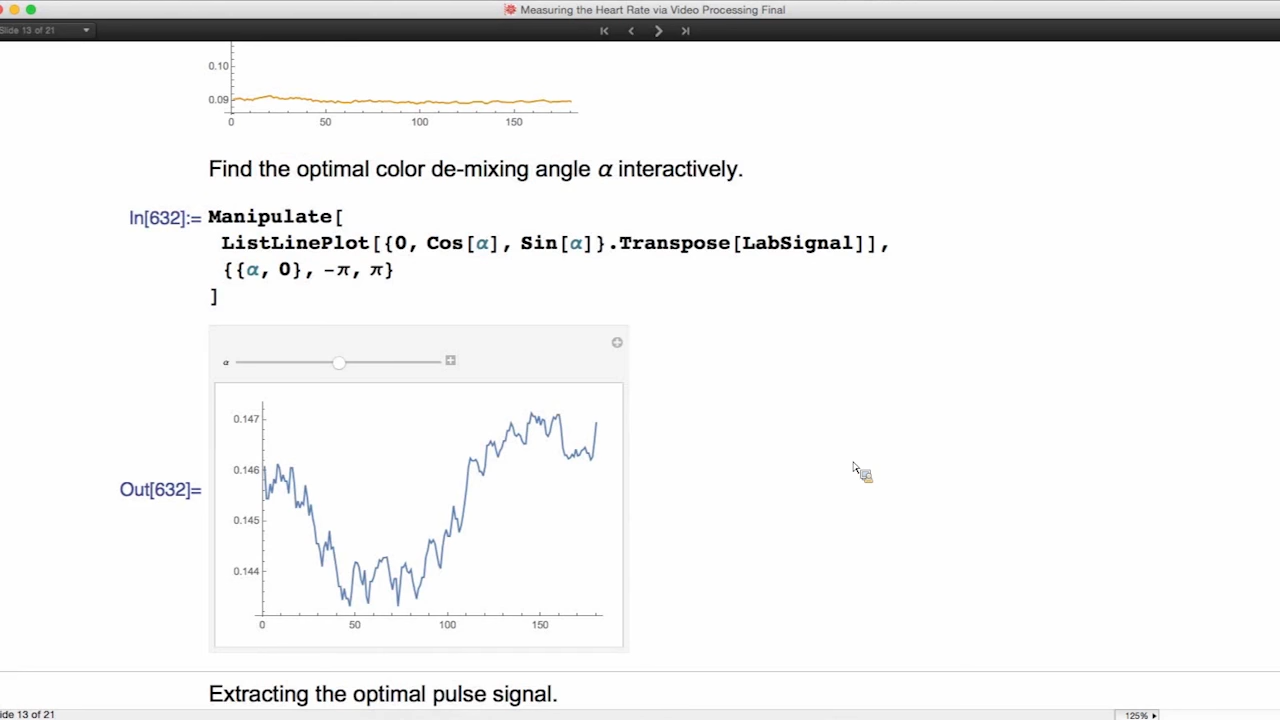 Measuring the Heart Rate via Video Processing Final
Slide 13 of 21
0.10
0.09
0 50 100 150
Find the optimal color de-mixing angle α interactively.
In[632]:= Manipulate[
ListLinePlot[{0, Cos[α], Sin[α]}.Transpose[LabSignal]],
{{α, 0}, -π, π}
]
α
0.147
0.146
0.145
0.144
0 50 100 150
Out[632]=
Extracting the optimal pulse signal.
lide 13 of 21
125%